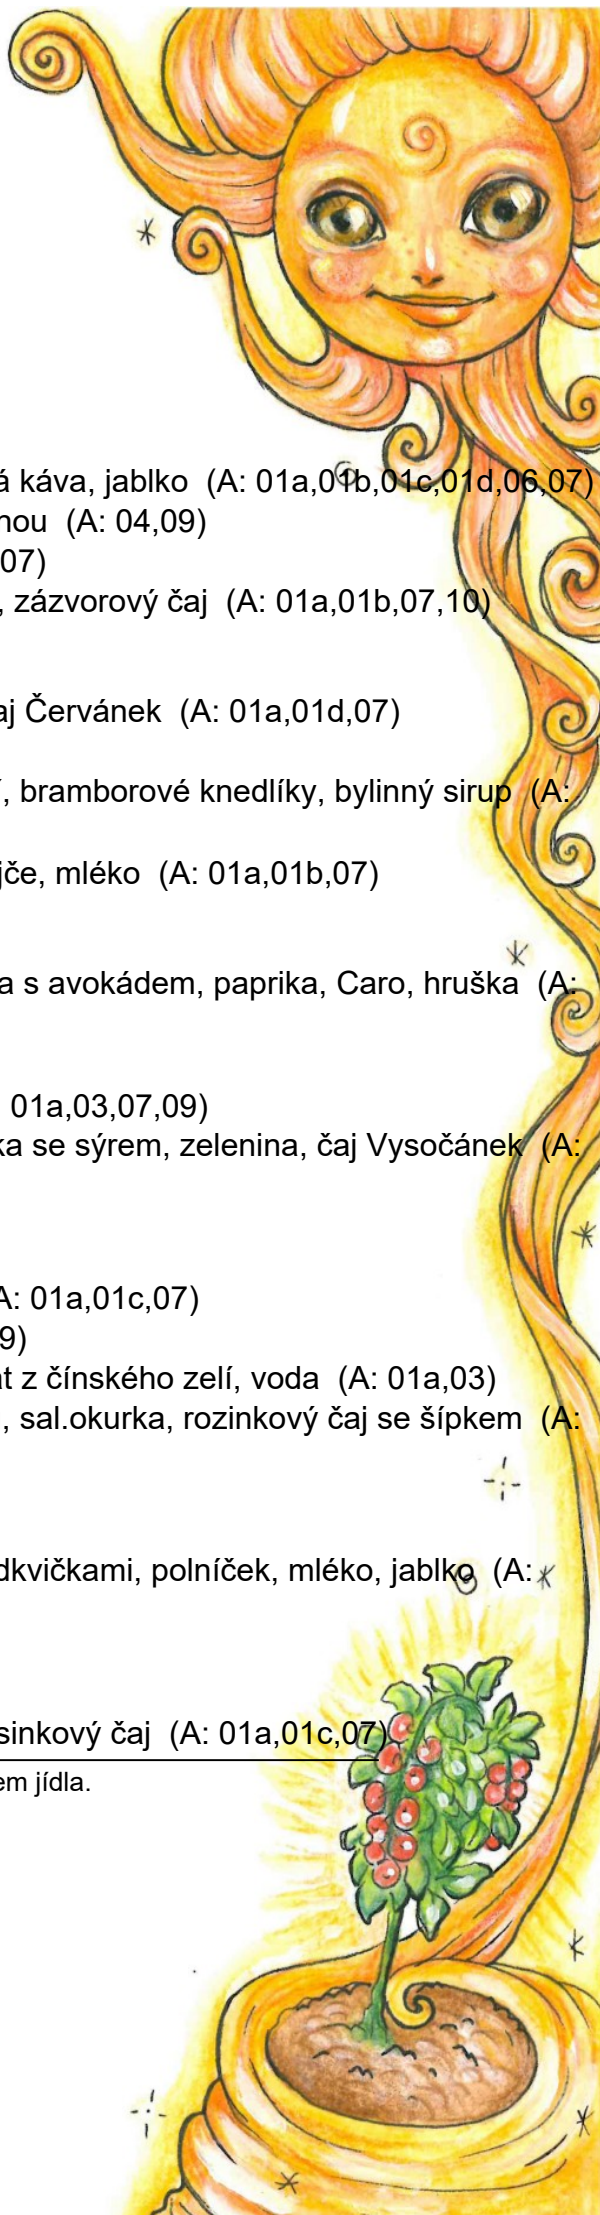 á káva, jablko (A: 01a,01b,01c,01d,06,07)
nou (A: 04,09)
07)
, zázvorový čaj (A: 01a,01b,07,10)
aj Červánek (A: 01a,01d,07)
í, bramborové knedlíky, bylinný sirup (A:
jče, mléko (A: 01a,01b,07)
a s avokádem, paprika, Caro, hruška (A:
01a,03,07,09)
ka se sýrem, zelenina, čaj Vysočánek (A:
A: 01a,01c,07)
9)
át z čínského zelí, voda (A: 01a,03)
, sal.okurka, rozinkový čaj se šípkem (A:
dkvičkami, polníček, mléko, jablko (A:
sinkový čaj (A: 01a,01c,07)
em jídla.